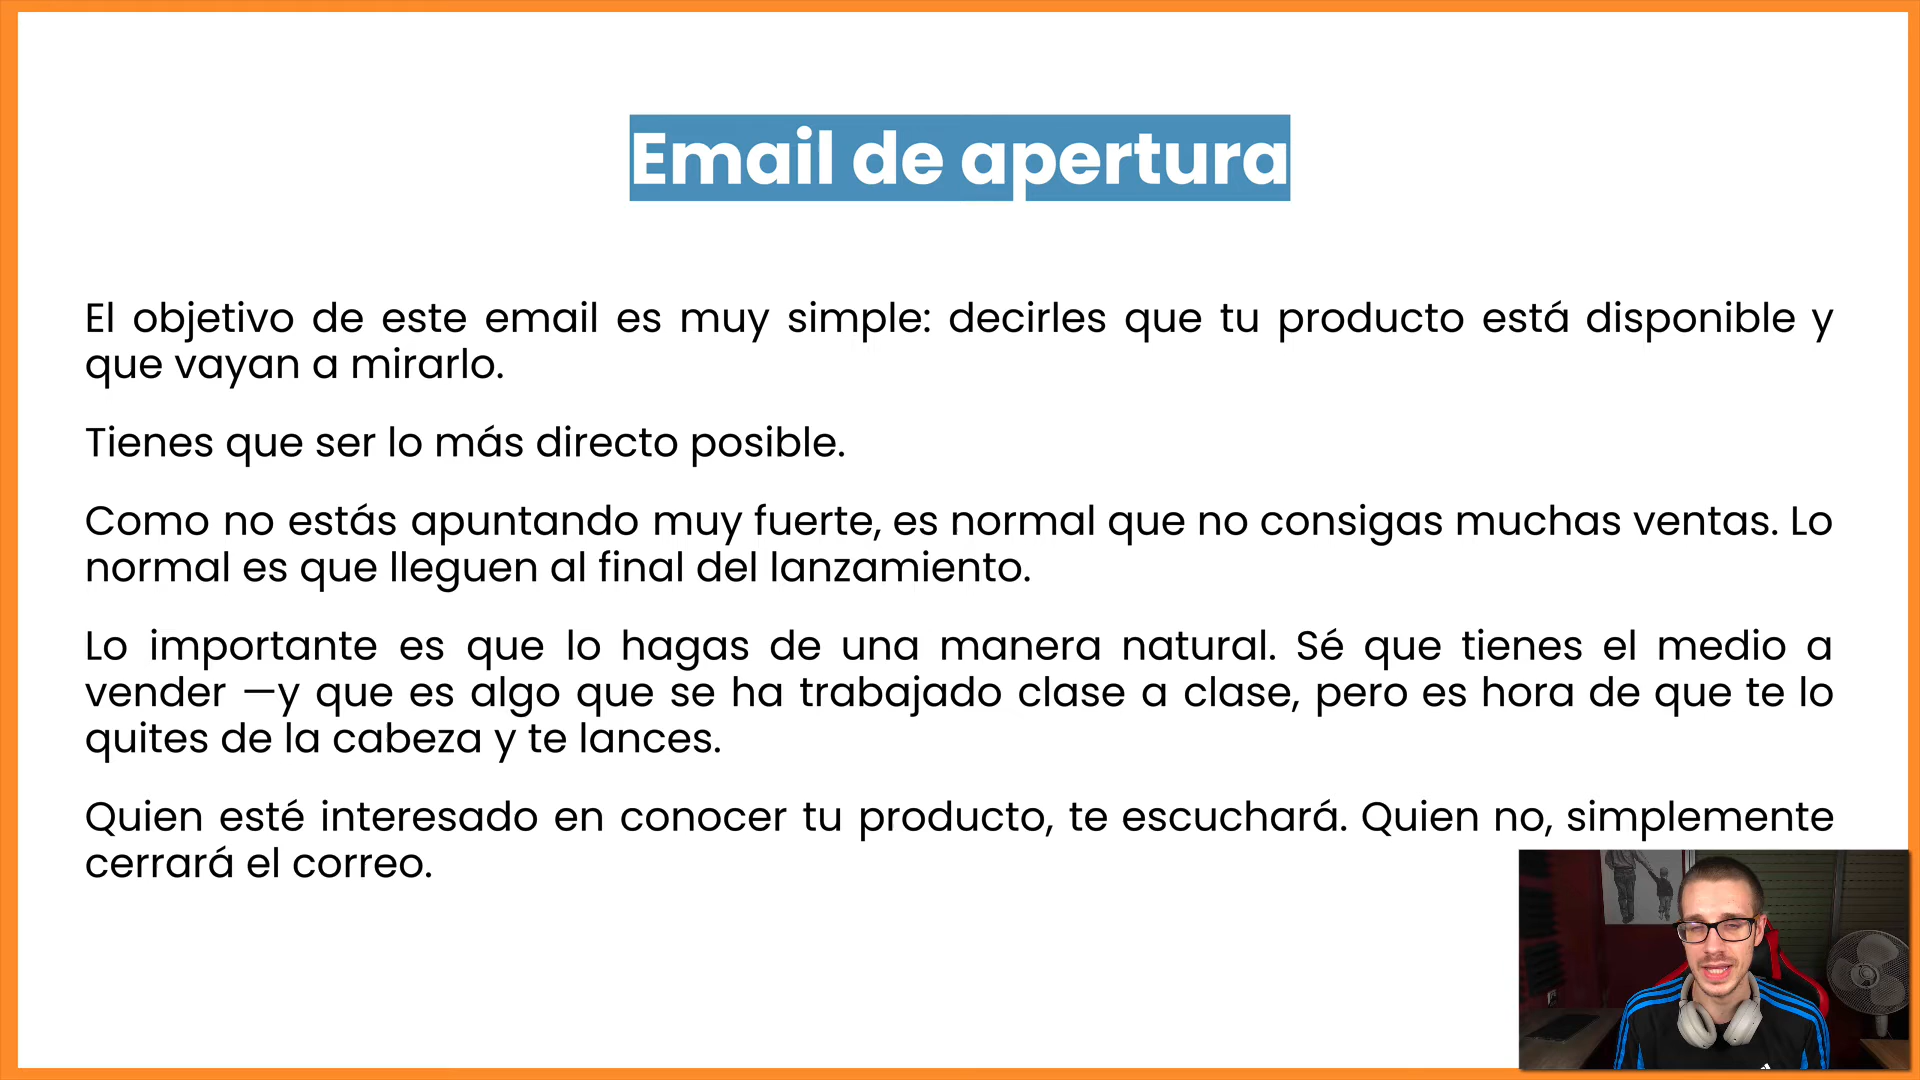 Email de apertura
El objetivo de este email es muy simple: decirles que tu producto está disponible y
que vayan a mirarlo.
Tienes que ser lo más directo posible.
Como no estás apuntando muy fuerte, es normal que no consigas muchas ventas. Lo
normal es que lleguen al final del lanzamiento.
Lo importante es que lo hagas de una manera natural. Sé que tienes el medio a
vender —y que es algo que se ha trabajado clase a clase, pero es hora de que te lo
quites de la cabeza y te lances.
Quien esté interesado en conocer tu producto, te escuchará. Quien no, simplemente
cerrará el correo.